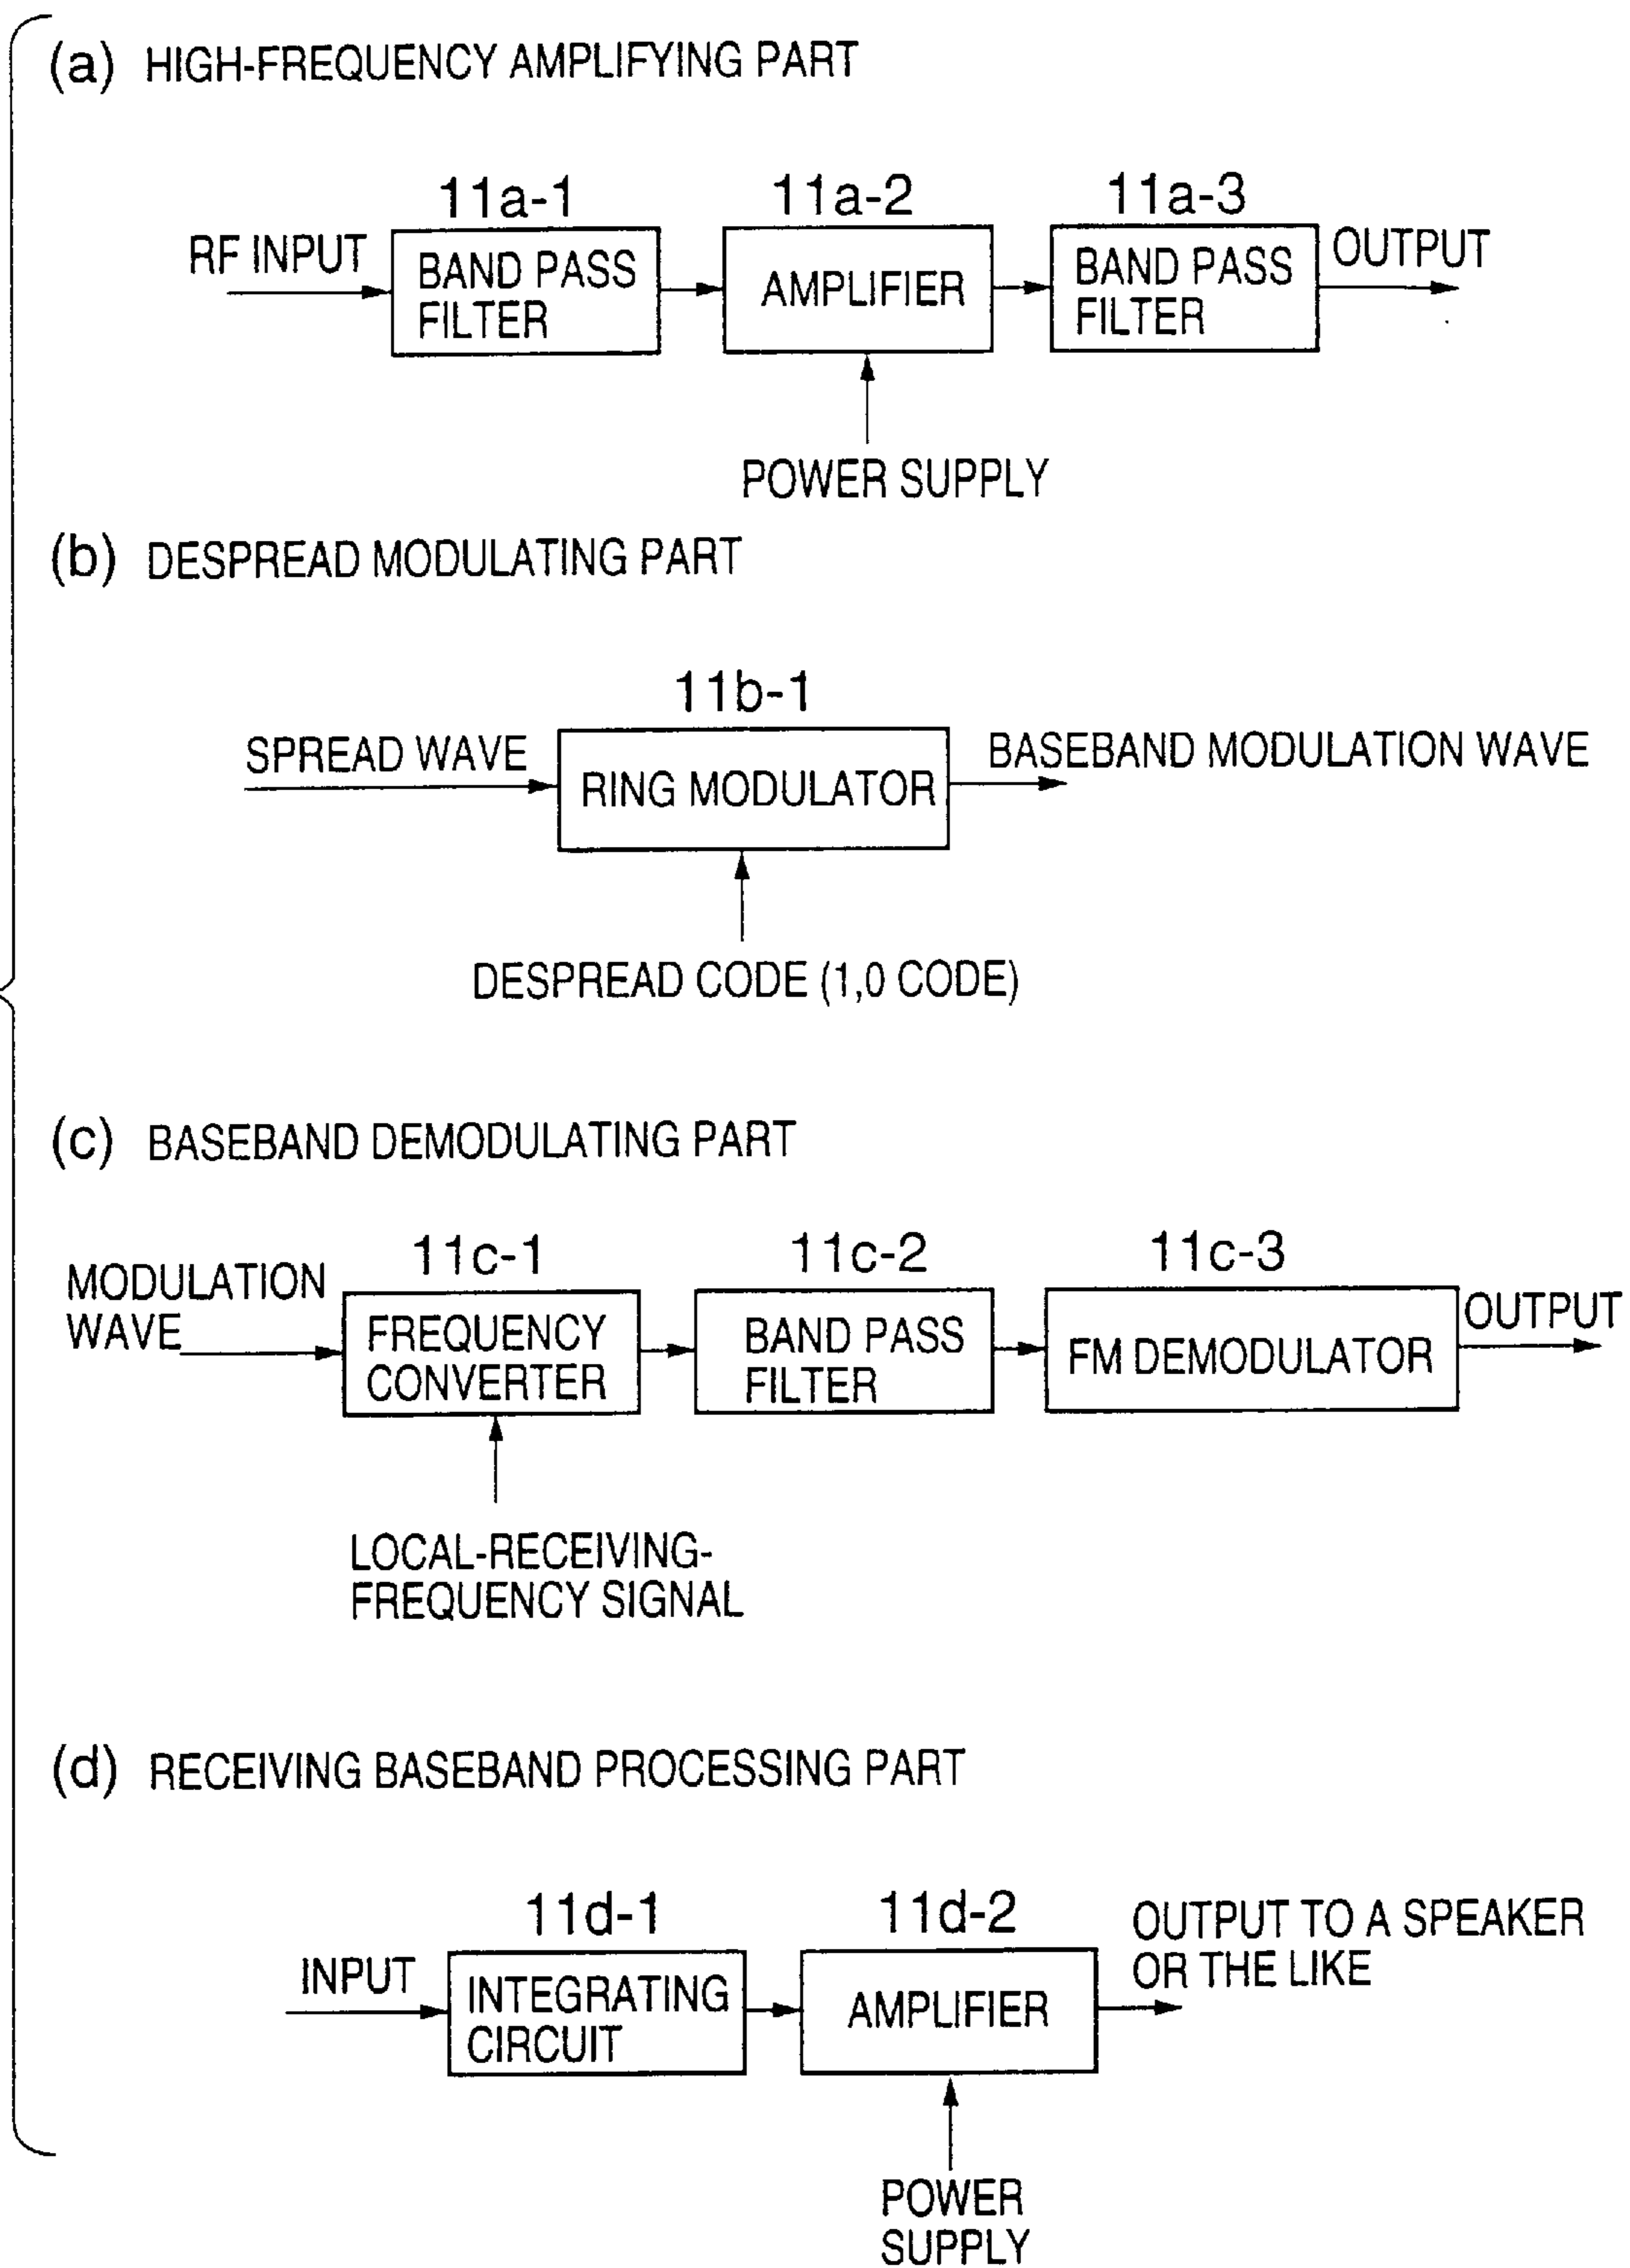 (a) HIGH-FREQUENCY AMPLIFYING PART
11a-1
11a-2
11a-3
RF INPUT
BAND PASS
FILTER
AMPLIFIER
BAND PASS
FILTER
OUTPUT
POWER SUPPLY
(b) DESPREAD MODULATING PART
11b-1
SPREAD WAVE
RING MODULATOR
BASEBAND MODULATION WAVE
DESPREAD CODE (1,0 CODE)
(c) BASEBAND DEMODULATING PART
11c-1
11c-2
11c-3
MODULATION
WAVE
FREQUENCY
CONVERTER
BAND PASS
FILTER
FM DEMODULATOR
OUTPUT
LOCAL-RECEIVING-
FREQUENCY SIGNAL
(d) RECEIVING BASEBAND PROCESSING PART
11d-1
11d-2
INPUT
INTEGRATING
CIRCUIT
AMPLIFIER
OUTPUT TO A SPEAKER
OR THE LIKE
POWER
SUPPLY